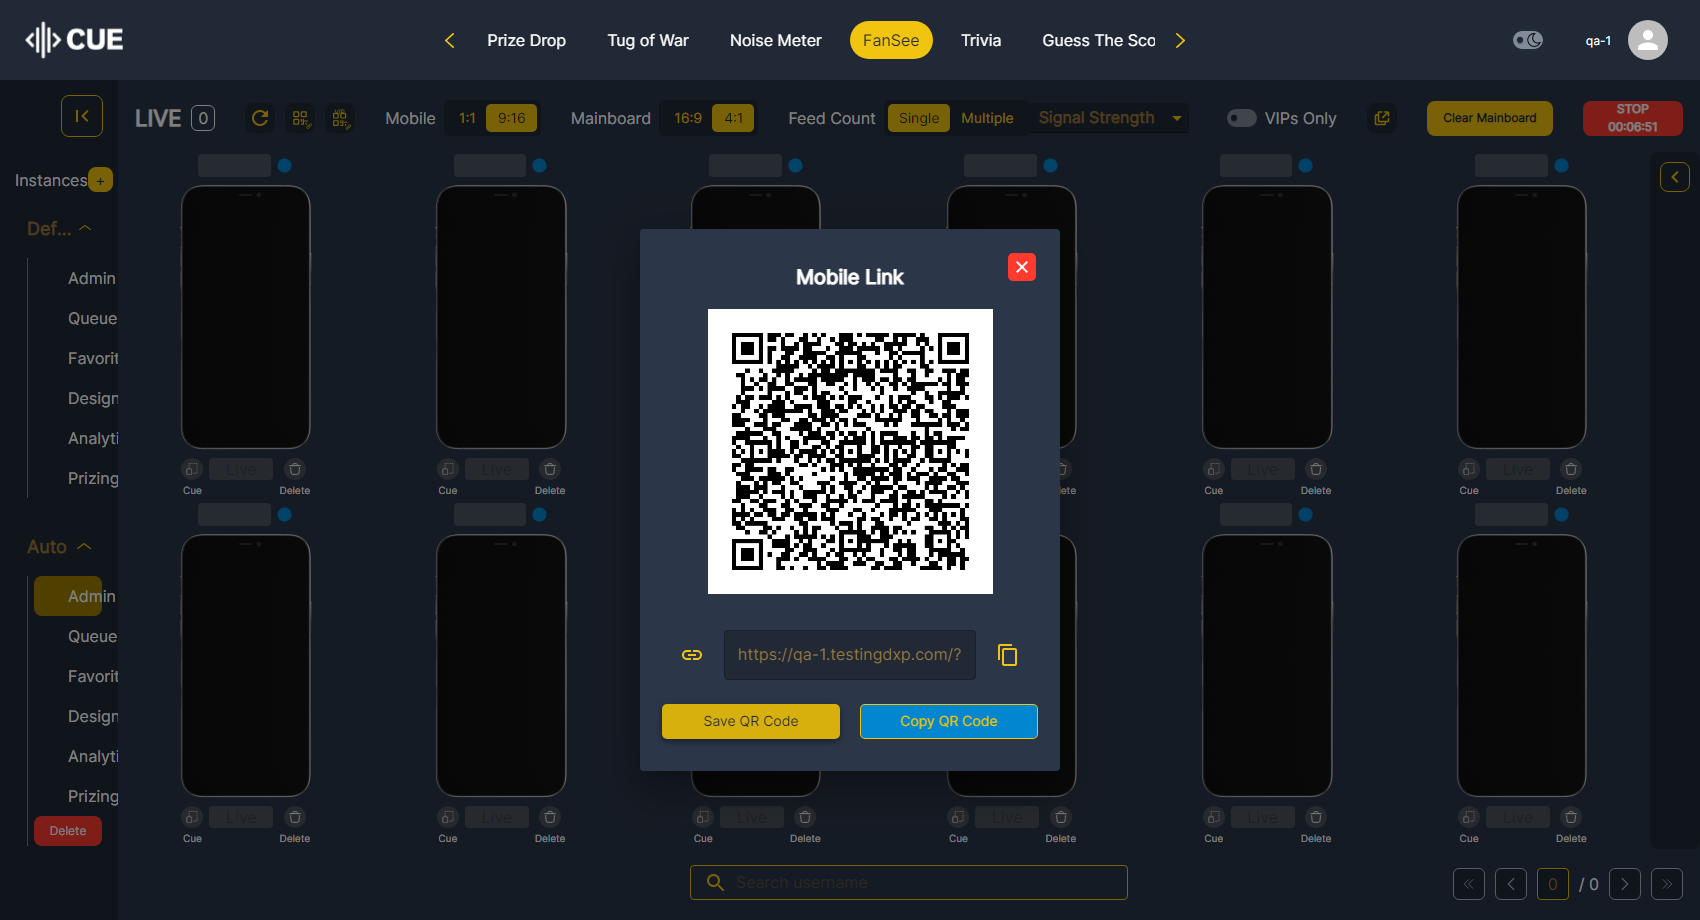 CUE
Prize Drop
Tug of War
Noise Meter
FanSee
Trivia
Guess The Sco
qa-1
LIVE 0
Mobile 1:1 9:16
Mainboard 16:9 4:1
Feed Count Single Multiple
Signal Strength
VIPs Only
Clear Mainboard
STOP
00:06:51
Instances +
Def...
Admin
Queue
Favorit
Design
Analyti
Prizing
Auto
Admin
Queue
Favorit
Design
Analyti
Prizing
Delete
Mobile Link
https://qa-1.testingdxp.com/?
Save QR Code
Copy QR Code
Live
Cue Delete
Live
Cue Delete
lete
Live
Cue Delete
Live
Cue Delete
Live
Cue Delete
Live
Cue Delete
Live
Cue Delete
Live
Cue Delete
Live
Cue Delete
Live
Cue Delete
Search username
0 / 0